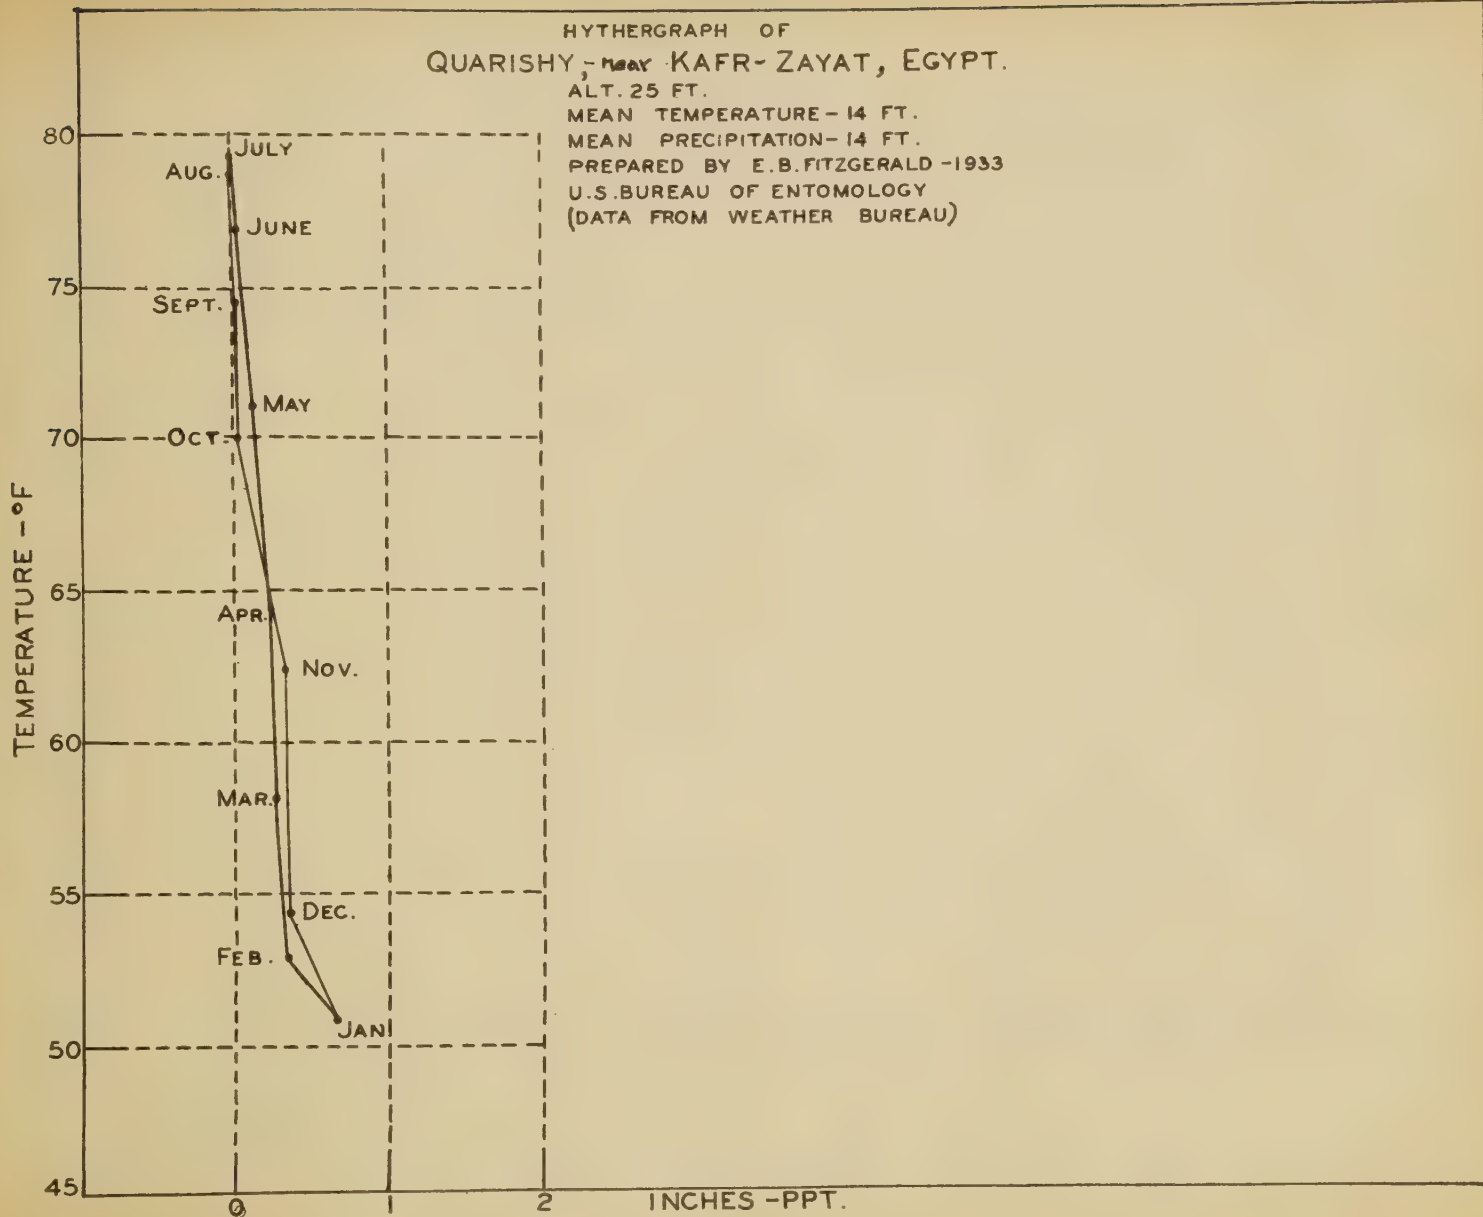 HYTHERGRAPH OF
QUARISHY, - near KAFR-ZAYAT, EGYPT.
ALT. 25 FT.
MEAN TEMPERATURE - 14 FT.
MEAN PRECIPITATION - 14 FT.
PREPARED BY E.B. FITZGERALD - 1933
U.S. BUREAU OF ENTOMOLOGY
(DATA FROM WEATHER BUREAU)
80
JULY
AUG.
JUNE
75
SEPT.
MAY
70
OCT.
TEMPERATURE - °F
65
APR.
NOV.
60
MAR.
55
DEC.
FEB.
JAN
50
45
0
1
2
INCHES - PPT.